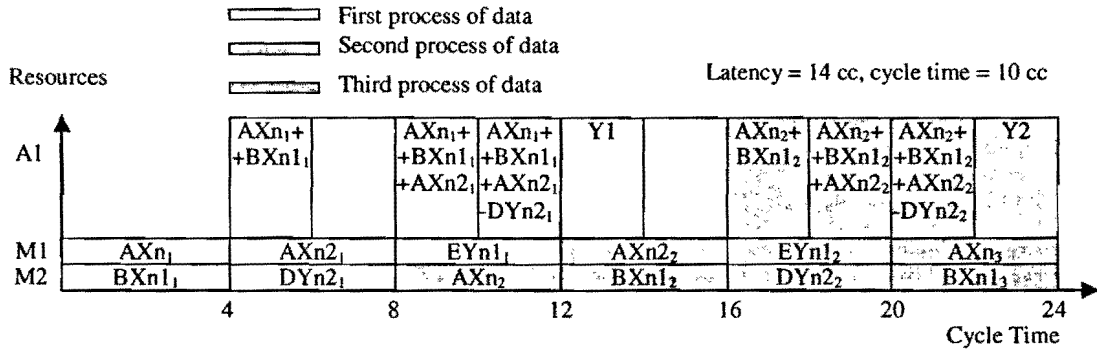 First process of data
Second process of data
Third process of data
Resources
Latency = 14 cc, cycle time = 10 cc
A1
AXn₁+
+BXn1₁
AXn₁+
+BXn1₁
+AXn2₁
AXn₁+
+BXn1₁
+AXn2₁
-DYn2₁
Y1
AXn₂+
BXn1₂
AXn₂+
+BXn1₂
+AXn2₂
AXn₂+
+BXn1₂
+AXn2₂
-DYn2₂
Y2
M1 AXn₁ AXn2₁ EYn1₁ AXn2₂ EYn1₂ AXn₃
M2 BXn1₁ DYn2₁ AXn₂ BXn1₂ DYn2₂ BXn1₃
4 8 12 16 20 24
Cycle Time